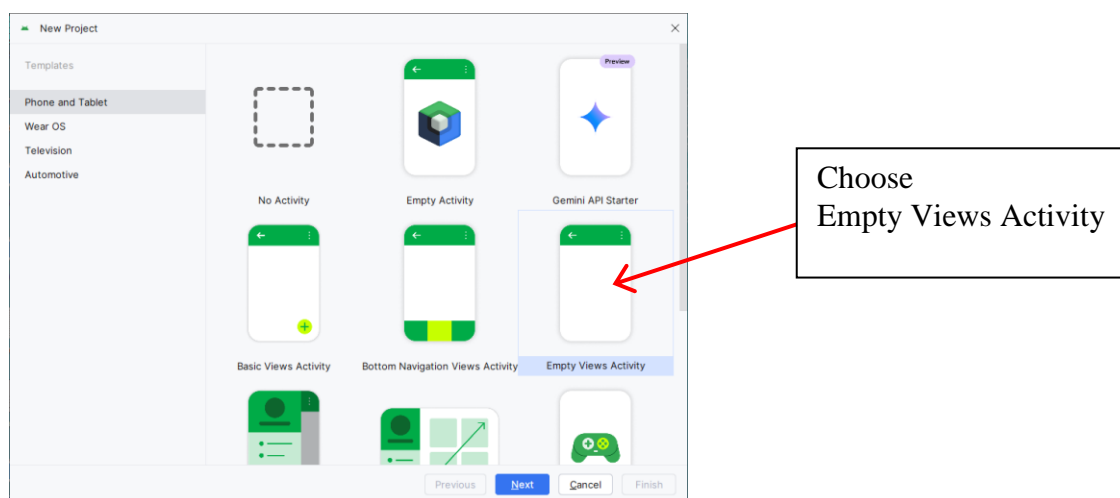 New Project
Templates
Phone and Tablet
Wear OS
Television
Automotive
Preview
No Activity
Empty Activity
Gemini API Starter
Basic Views Activity
Bottom Navigation Views Activity
Empty Views Activity
Previous
Next
Cancel
Finish
Choose
Empty Views Activity